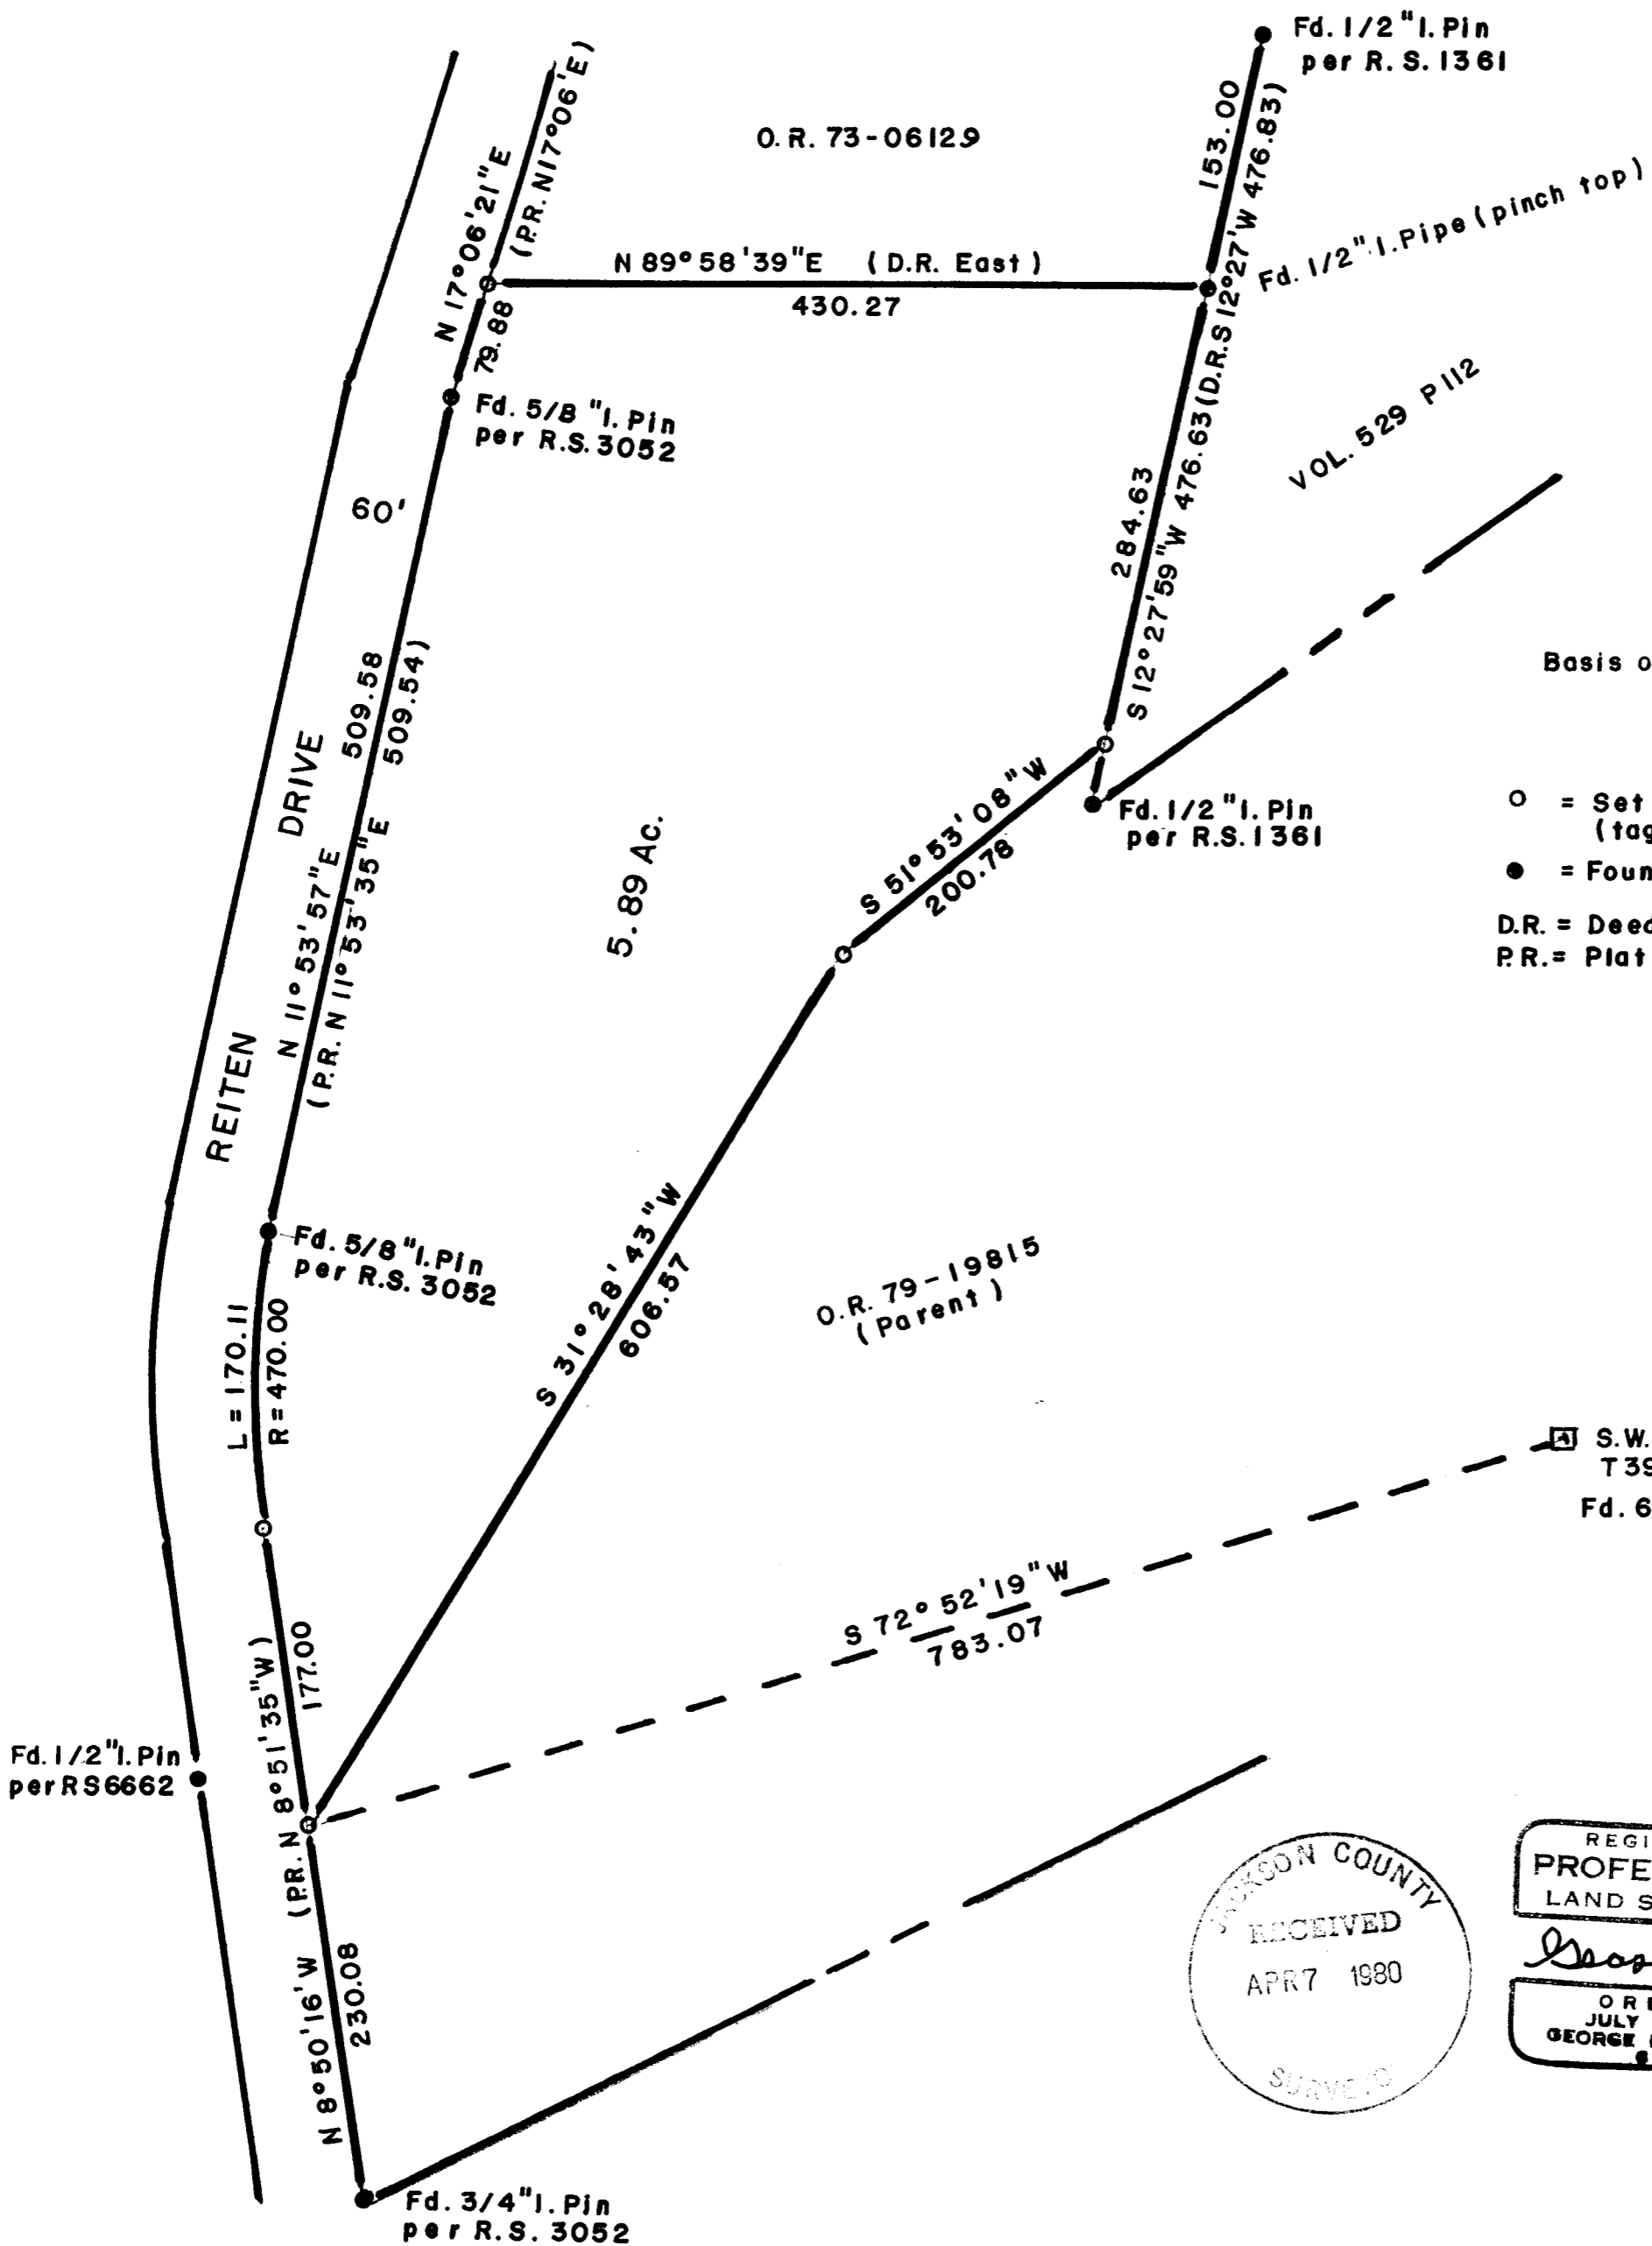 Fd. 1/2"I. Pin
per R. S. 1361
O. R. 73-06129
153.00
S 12°27'59"W 476.63(D.R.S 12°27'W 476.83)
Fd. 1/2"I. Pipe (pinch top)
N 17°06'21"E
(P.R. N17°06'E)
N 89°58'39"E (D.R. East)
430.27
79.88
Fd. 5/8"I. Pin
per R.S. 3052
VOL. 529 P 112
60'
284.63
Basis o
509.58
509.54)
N 11°53'57"E
(P.R. N 11°53'35"E
REITEN DRIVE
5.89 Ac.
S 51°53'08"W
200.78
Fd. 1/2"I. Pin
per R.S. 1361
O = Set
(tag
● = Foun
D.R. = Deed
P.R. = Plat
Fd. 5/8"I. Pin
per R.S. 3052
S 31°28'43"W
606.57
O.R. 79-19815
(Parent)
L = 170.11
R = 470.00
S.W.
T 39
Fd. 6
S 72°52'19"W
783.07
177.00
(P.R. N 8°51'35"W)
Fd. 1/2"I. Pin
per RS6662
N 8°50'16'W
230.08
Fd. 3/4"I. Pin
per R.S. 3052
JACKSON COUNTY
RECEIVED
APR 7 1980
SURVEYO
REGI
PROFE
LAND S
ORE
JULY
GEORGE